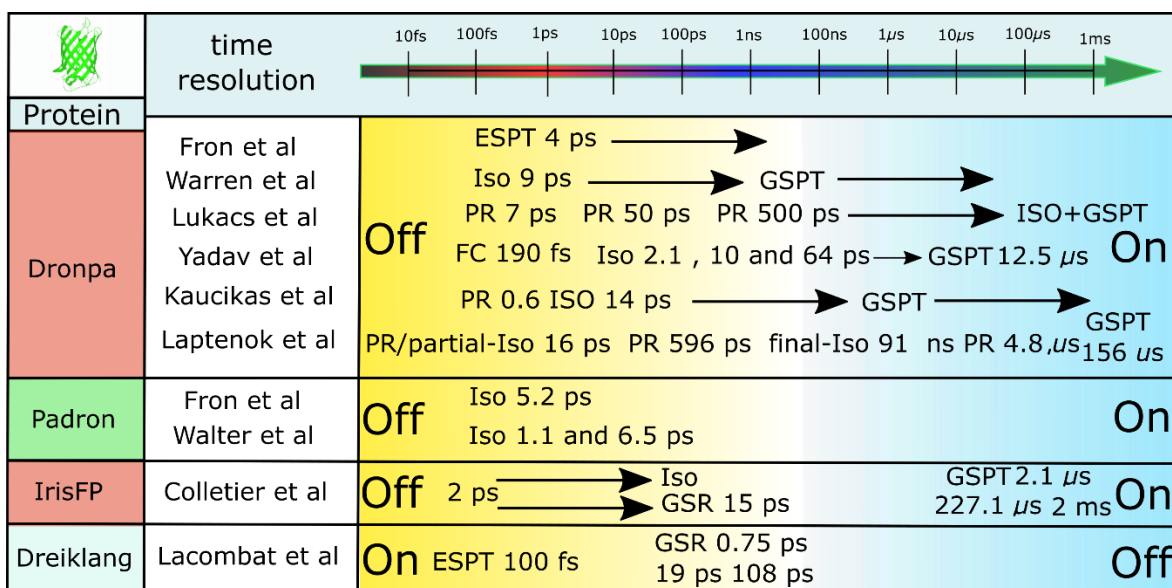 time resolution
10fs 100fs 1ps 10ps 100ps 1ns 100ns 1µs 10µs 100µs 1ms
Protein
Dronpa
Off
On
Fron et al ESPT 4 ps
Warren et al Iso 9 ps GSPT
Lukacs et al PR 7 ps PR 50 ps PR 500 ps ISO+GSPT
Yadav et al FC 190 fs Iso 2.1 , 10 and 64 ps GSPT 12.5 µs
Kaucikas et al PR 0.6 ISO 14 ps GSPT
Laptenok et al PR/partial-Iso 16 ps PR 596 ps final-Iso 91 ns PR 4.8,µs GSPT 156 us
Padron
Off
On
Fron et al Iso 5.2 ps
Walter et al Iso 1.1 and 6.5 ps
IrisFP
Colletier et al
Off
2 ps
Iso
GSR 15 ps
GSPT 2.1 µs
227.1 µs 2 ms
On
Dreiklang
Lacombat et al
On
ESPT 100 fs
GSR 0.75 ps
19 ps 108 ps
Off